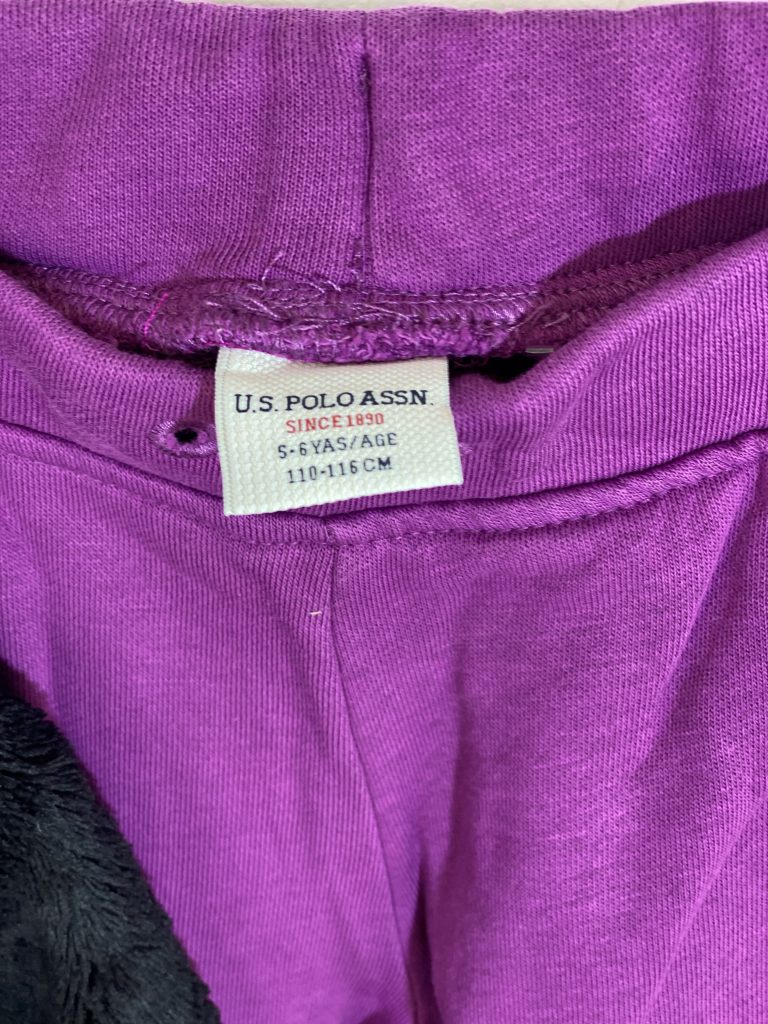 U.S. POLO ASSN.
SINCE 1890
5-6 YAS/AGE
110-116 CM